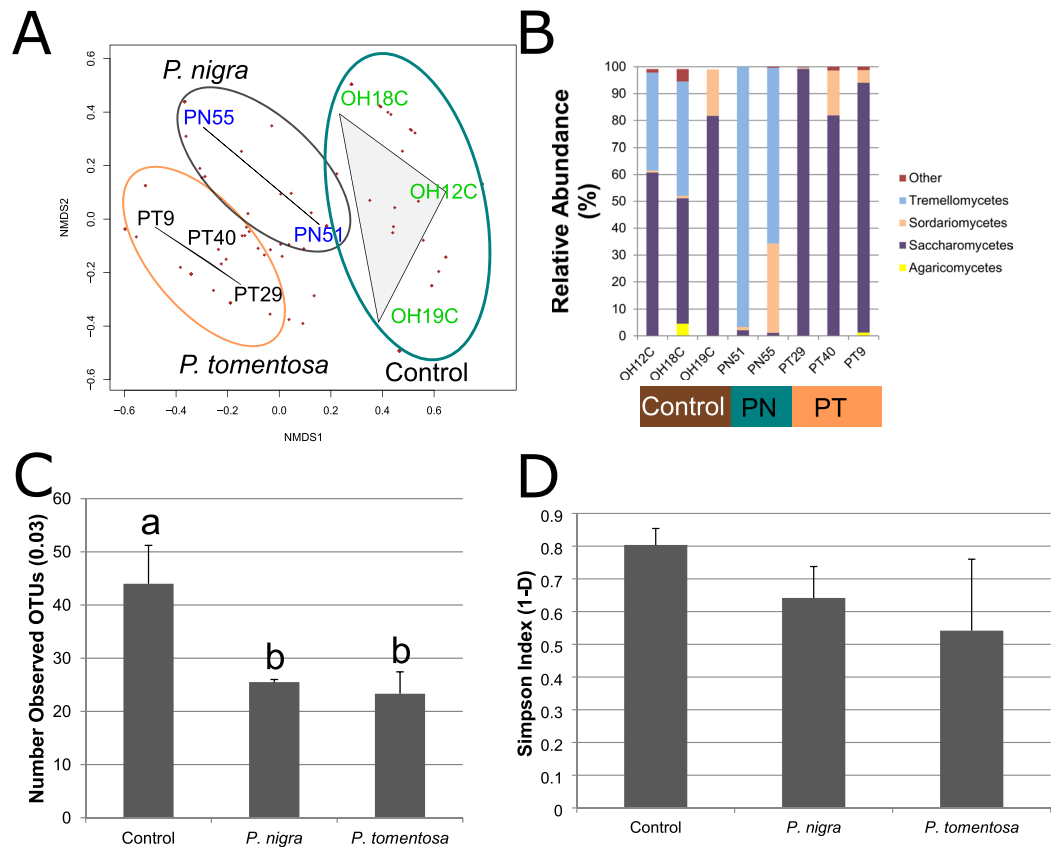 A
0.6
0.4
0.2
0.0
−0.2
−0.4
−0.6
NMDS2
P. nigra
PN55
OH18C
OH12C
PT9
PT40
PN51
PT29
OH19C
P. tomentosa
Control
−0.6
−0.4
−0.2
0.0
0.2
0.4
0.6
NMDS1
B
100
90
80
70
60
50
40
30
20
10
0
Relative Abundance
(%)
Other
Tremellomycetes
Sordariomycetes
Saccharomycetes
Agaricomycetes
OH12C
OH18C
OH19C
PN51
PN55
PT29
PT40
PT9
Control
PN
PT
C
60
50
40
30
20
10
0
Number Observed OTUs (0.03)
a
b
b
Control
P. nigra
P. tomentosa
D
0.9
0.8
0.7
0.6
0.5
0.4
0.3
0.2
0.1
0
Simpson Index (1-D)
Control
P. nigra
P. tomentosa